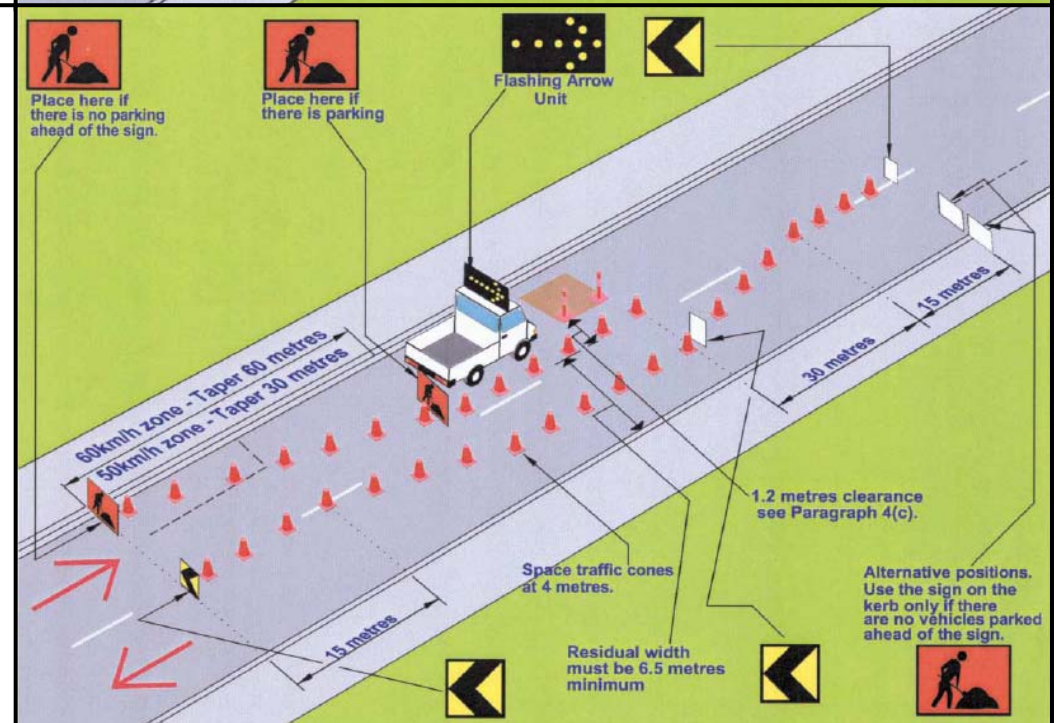 Place here if
there is no parking
ahead of the sign.
Place here if
there is parking
Flashing Arrow
Unit
60km/h zone - Taper 60 metres
50km/h zone - Taper 30 metres
15 metres
30 metres
1.2 metres clearance
see Paragraph 4(c).
Space traffic cones
at 4 metres.
Residual width
must be 6.5 metres
minimum
Alternative positions.
Use the sign on the
kerb only if there
are no vehicles parked
ahead of the sign.
15 metres